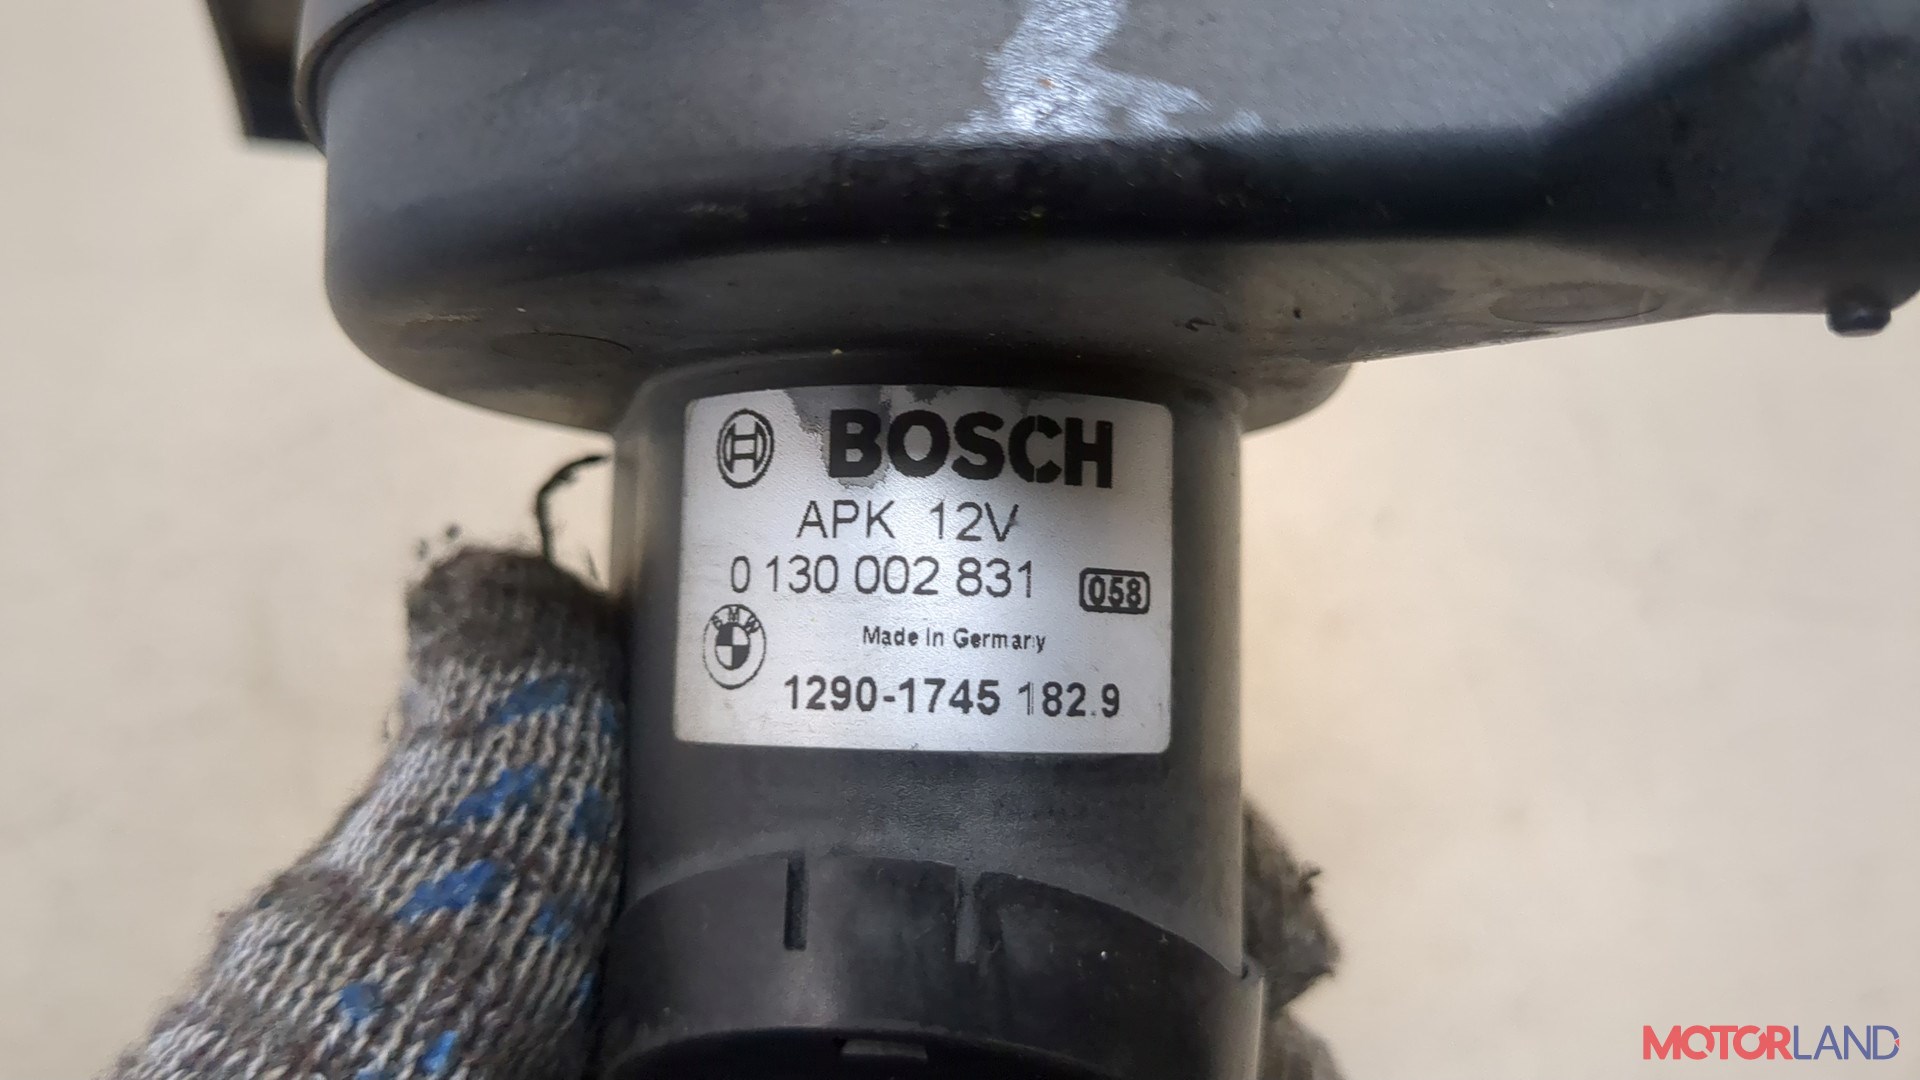 BOSCH
APK 12V
0 130 002 831 058
BMW
Made in Germany
1290-1745 182.9
MOTORLAND